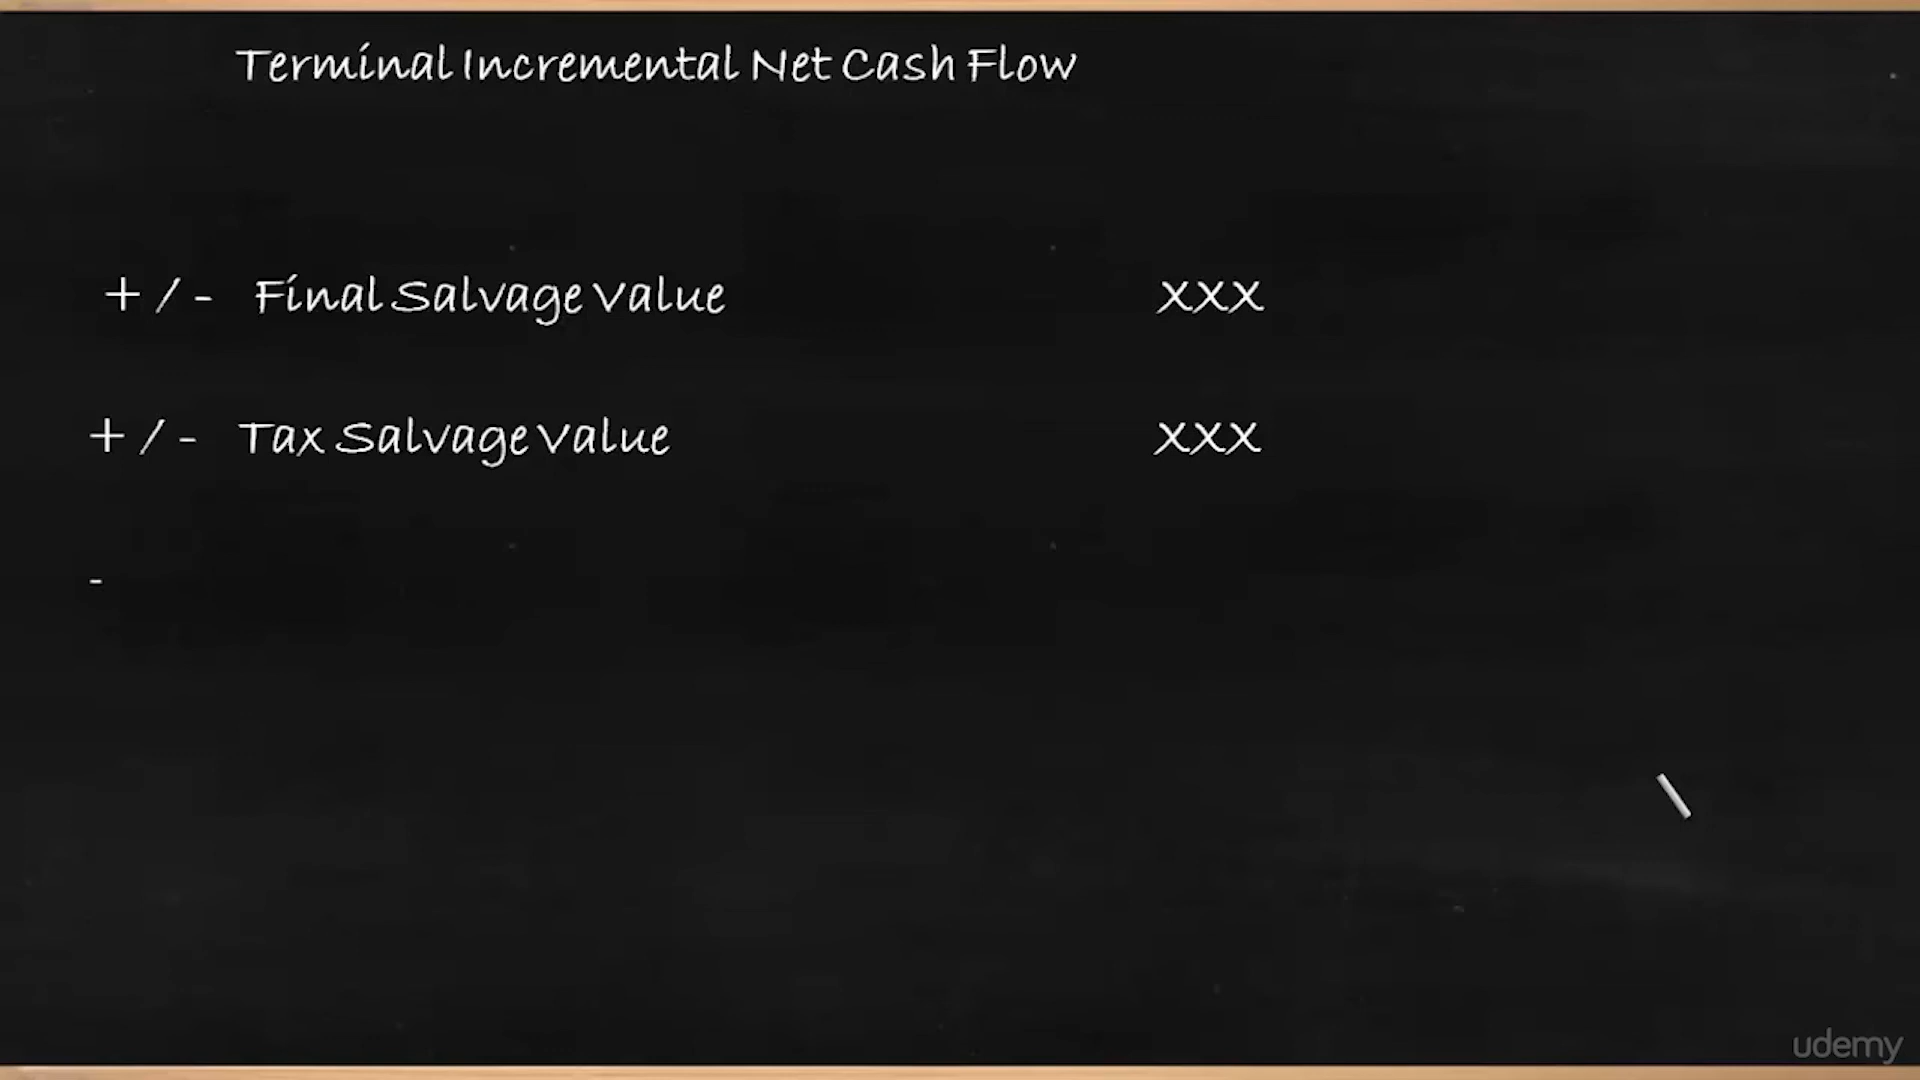 Terminal Incremental Net Cash Flow
+ / - Final Salvage Value XXX
+ / - Tax Salvage Value XXX
-
udemy